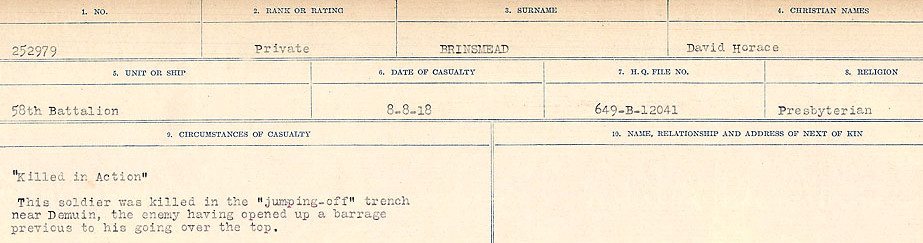 1. NO. 2. RANK OR RATING 3. SURNAME 4. CHRISTIAN NAMES
252979 Private BRINSMEAD David Horace
5. UNIT OR SHIP 6. DATE OF CASUALTY 7. H. Q. FILE NO. 8. RELIGION
58th Battalion 8-8-18 649-B-12041 Presbyterian
9. CIRCUMSTANCES OF CASUALTY 10. NAME, RELATIONSHIP AND ADDRESS OF NEXT OF KIN
"Killed in Action"
This soldier was killed in the "jumping-off" trench
near Demuin, the enemy having opened up a barrage
previous to his going over the top.